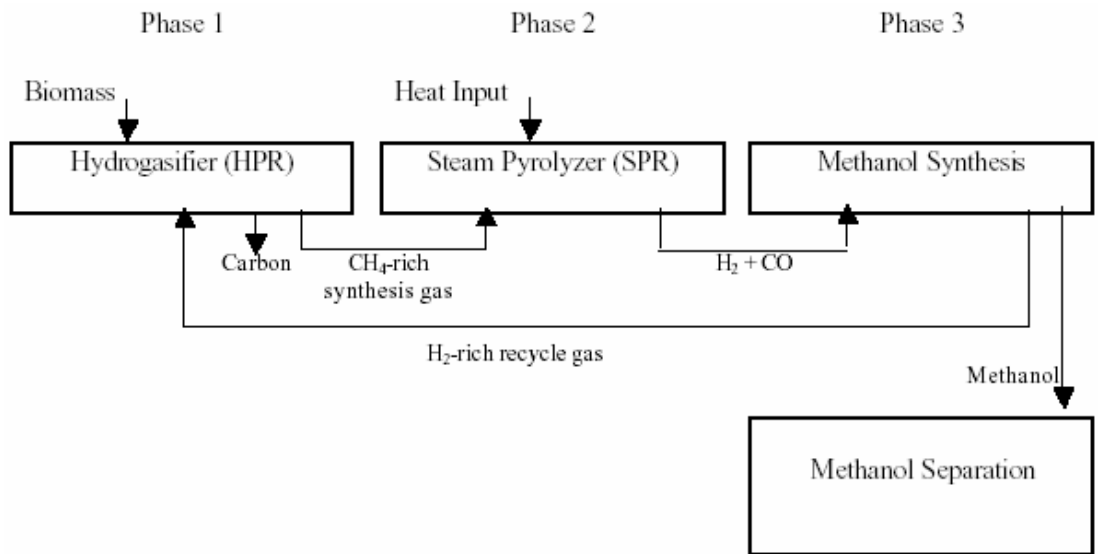 Phase 1
Phase 2
Phase 3
Biomass
Heat Input
Hydrogasifier (HPR)
Steam Pyrolyzer (SPR)
Methanol Synthesis
Carbon
CH₄-rich
synthesis gas
H₂ + CO
H₂-rich recycle gas
Methanol
Methanol Separation